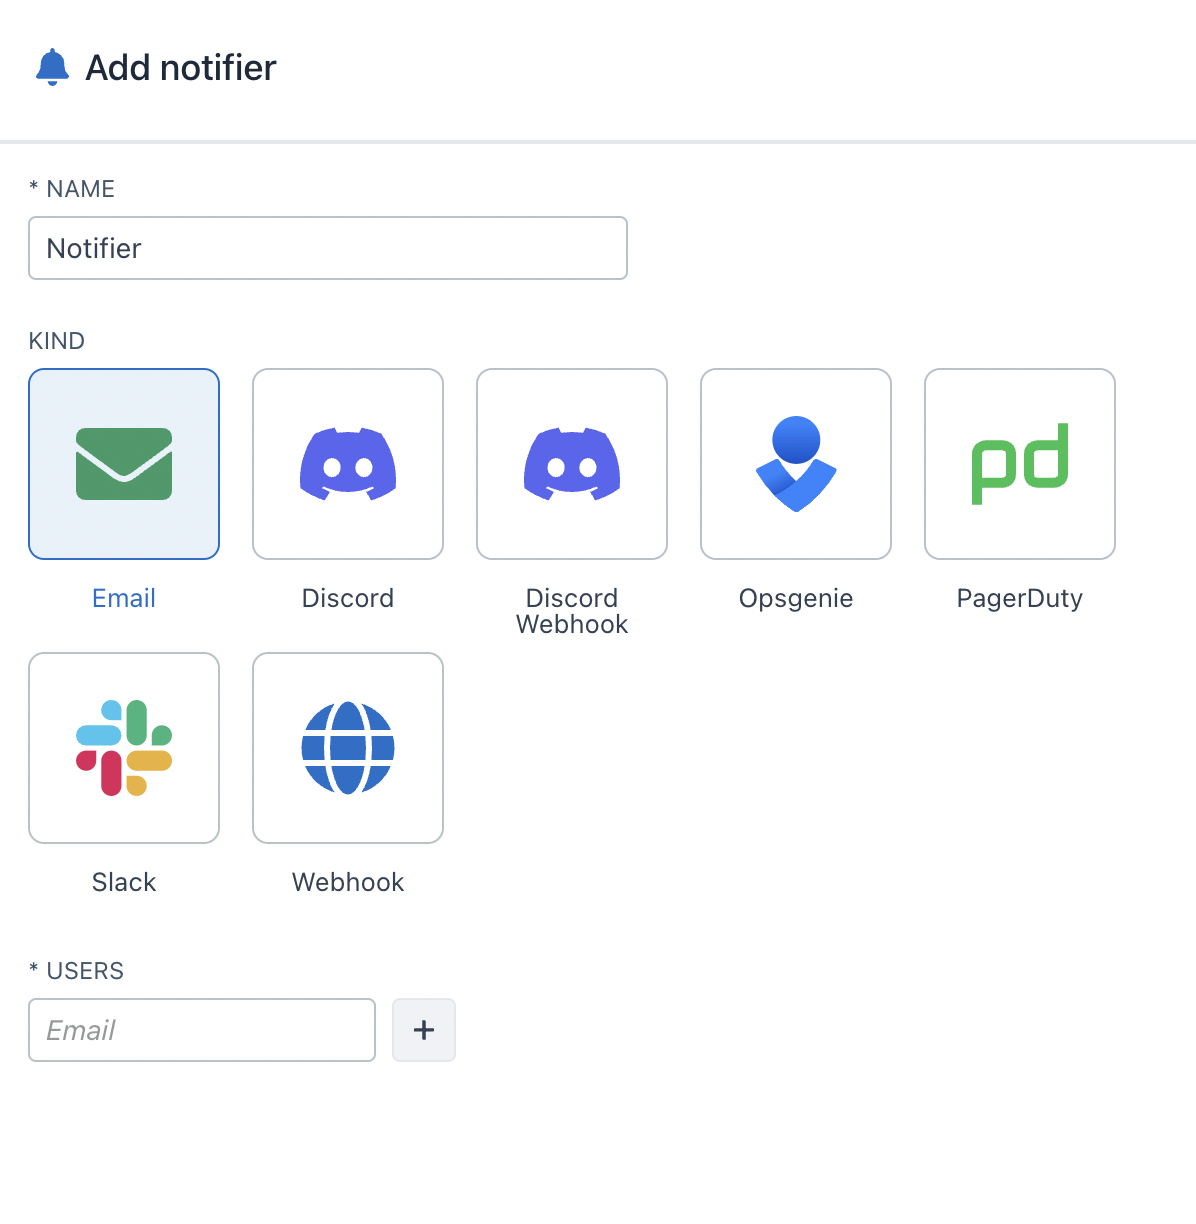 Add notifier
* NAME
Notifier
KIND
pd
Email
Discord
Discord
Webhook
Opsgenie
PagerDuty
Slack
Webhook
* USERS
Email
+